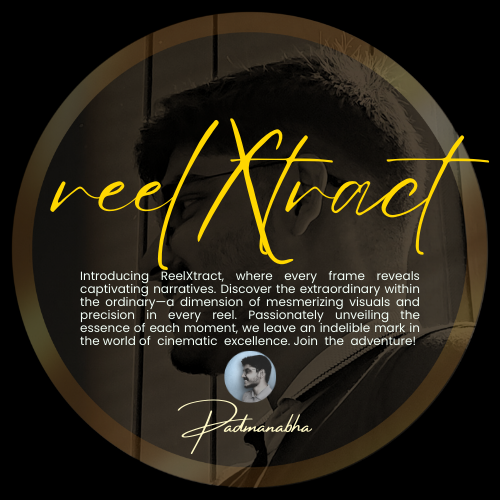 reelXtract
Introducing ReelXtract, where every frame reveals
captivating narratives. Discover the extraordinary within
the ordinary—a dimension of mesmerizing visuals and
precision in every reel. Passionately unveiling the
essence of each moment, we leave an indelible mark in
the world of cinematic excellence. Join the adventure!
Padmanabha